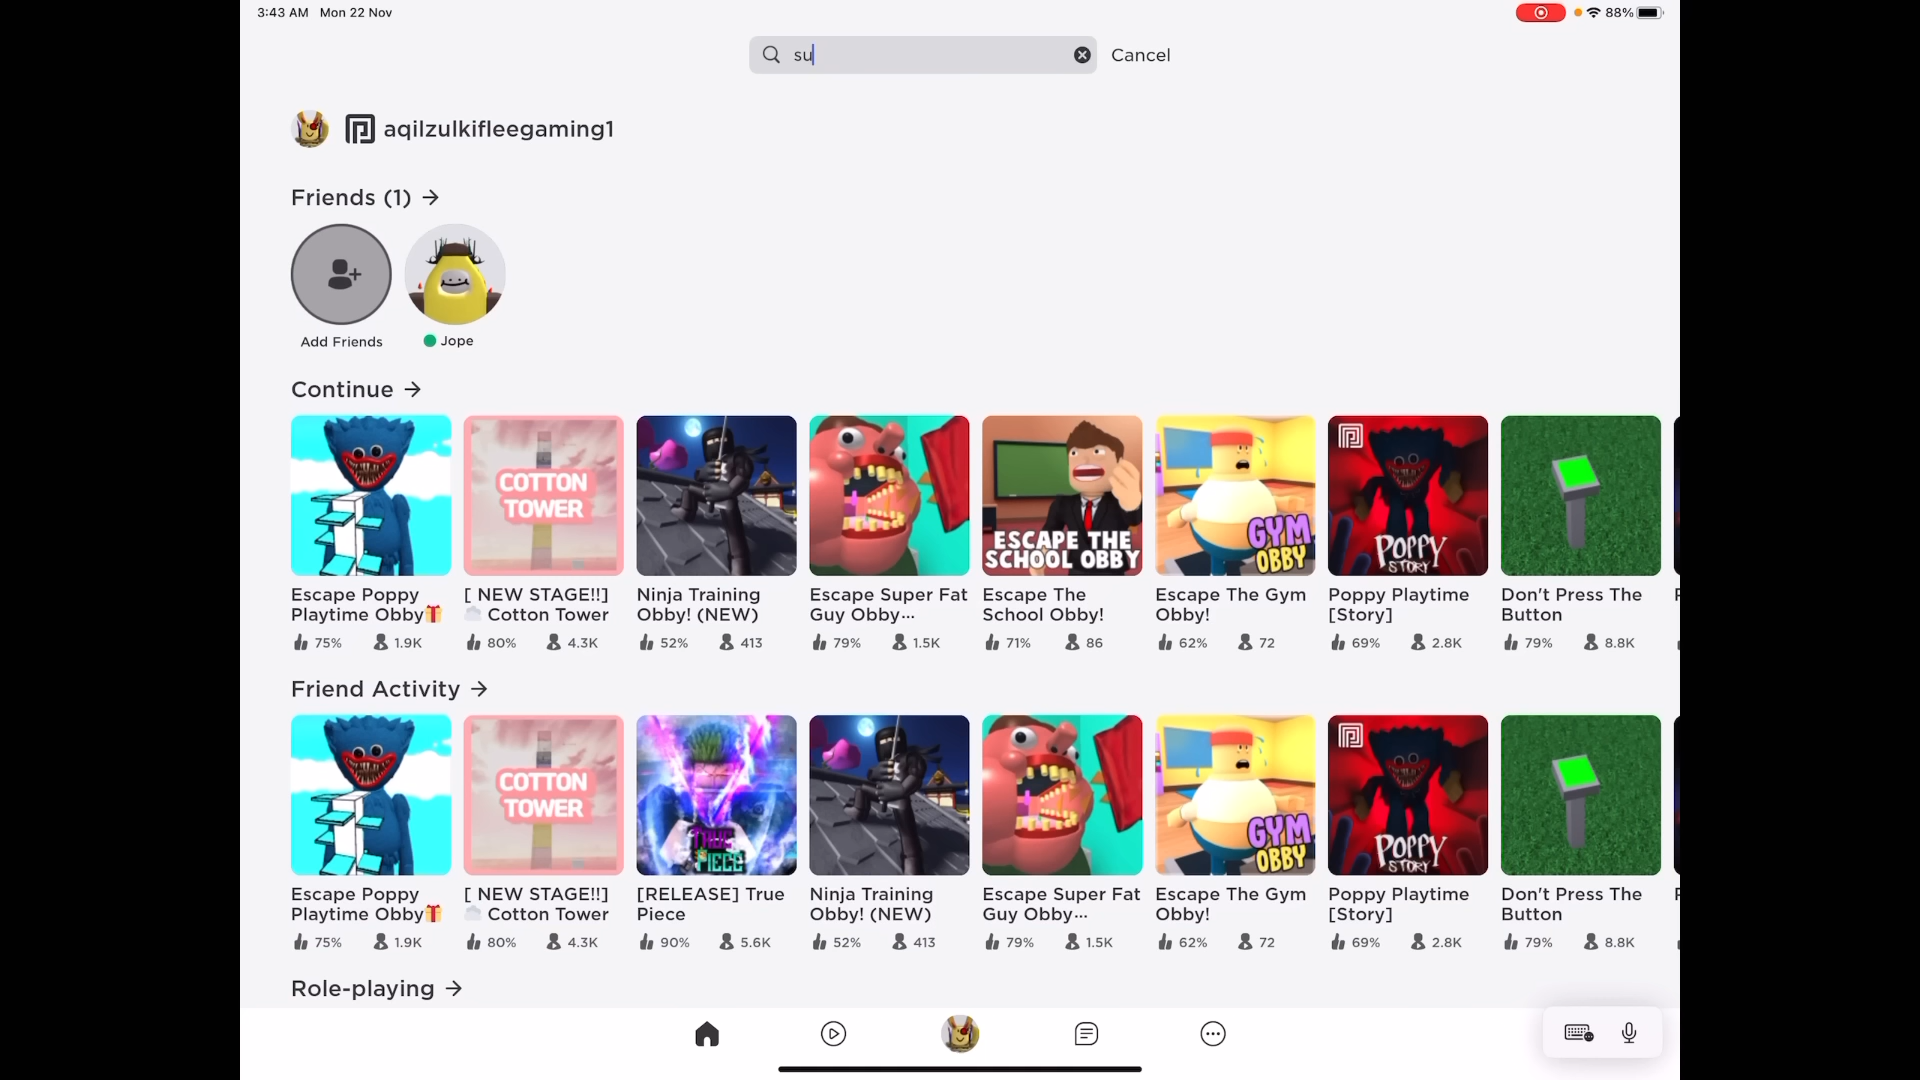 3:43 AM Mon 22 Nov
88%
su
Cancel
aqilzulkifleegaming1
Friends (1) →
Add Friends
Jope
Continue →
COTTON
TOWER
ESCAPE THE
SCHOOL OBBY
GYM
OBBY
POPPY
STORY
Escape Poppy
Playtime Obby🎁
75% 1.9K
[ NEW STAGE!!]
☁️ Cotton Tower
80% 4.3K
Ninja Training
Obby! (NEW)
52% 413
Escape Super Fat
Guy Obby...
79% 1.5K
Escape The
School Obby!
71% 86
Escape The Gym
Obby!
62% 72
Poppy Playtime
[Story]
69% 2.8K
Don't Press The
Button
79% 8.8K
Friend Activity →
COTTON
TOWER
TRUE
PIECE
GYM
OBBY
POPPY
STORY
Escape Poppy
Playtime Obby🎁
75% 1.9K
[ NEW STAGE!!]
☁️ Cotton Tower
80% 4.3K
[RELEASE] True
Piece
90% 5.6K
Ninja Training
Obby! (NEW)
52% 413
Escape Super Fat
Guy Obby...
79% 1.5K
Escape The Gym
Obby!
62% 72
Poppy Playtime
[Story]
69% 2.8K
Don't Press The
Button
79% 8.8K
Role-playing →